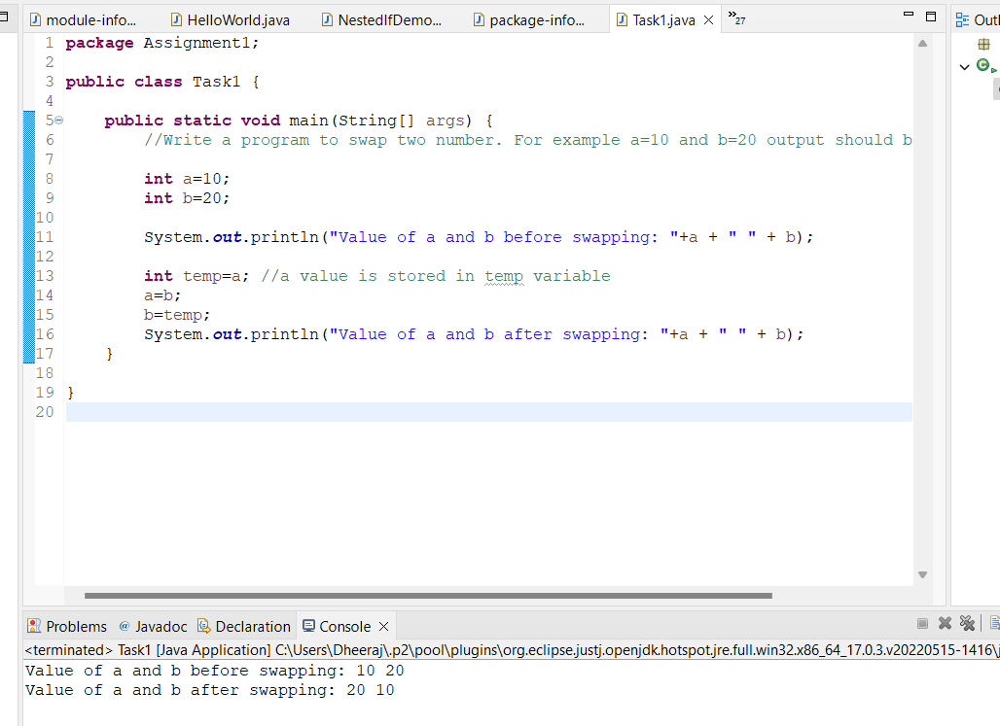 module-info... HelloWorld.java NestedIfDemo... package-info... Task1.java »27
Outl
1 package Assignment1;
2
3 public class Task1 {
4
5 public static void main(String[] args) {
6 //Write a program to swap two number. For example a=10 and b=20 output should b
7
8 int a=10;
9 int b=20;
10
11 System.out.println("Value of a and b before swapping: "+a + " " + b);
12
13 int temp=a; //a value is stored in temp variable
14 a=b;
15 b=temp;
16 System.out.println("Value of a and b after swapping: "+a + " " + b);
17 }
18
19 }
20
Problems @ Javadoc Declaration Console
<terminated> Task1 [Java Application] C:\Users\Dheeraj\.p2\pool\plugins\org.eclipse.justj.openjdk.hotspot.jre.full.win32.x86_64_17.0.3.v20220515-1416\j
Value of a and b before swapping: 10 20
Value of a and b after swapping: 20 10